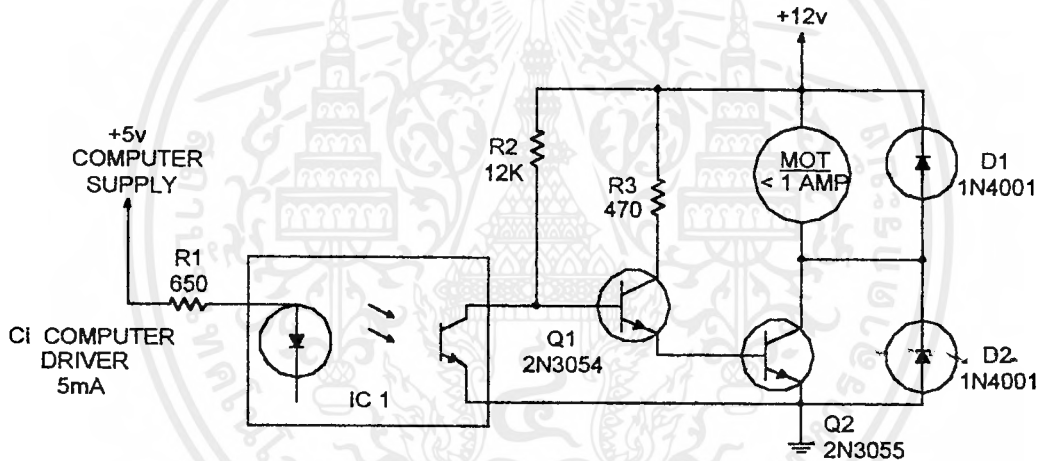 +12v
+5v
COMPUTER
SUPPLY
R1
650
Ci COMPUTER
DRIVER
5mA
IC 1
R2
12K
R3
470
MOT
< 1 AMP
D1
1N4001
Q1
2N3054
D2
1N4001
Q2
2N3055